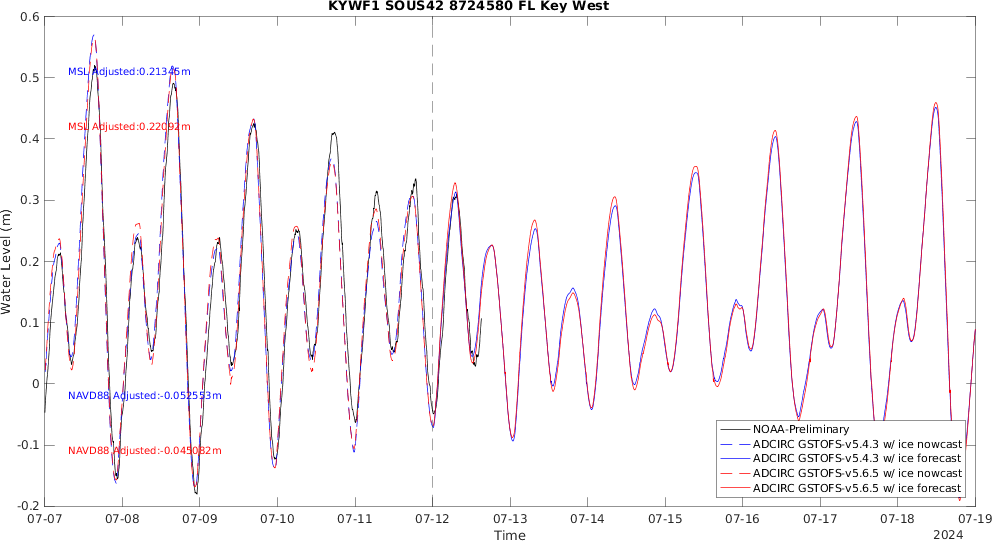 KYWF1 SOUS42 8724580 FL Key West
0.6
0.5
0.4
0.3
0.2
0.1
0
-0.1
-0.2
Water Level (m)
MSL Adjusted:0.21345m
MSL Adjusted:0.22092m
NAVD88 Adjusted:-0.052553m
NAVD88 Adjusted:-0.045082m
NOAA-Preliminary
ADCIRC GSTOFS-v5.4.3 w/ ice nowcast
ADCIRC GSTOFS-v5.4.3 w/ ice forecast
ADCIRC GSTOFS-v5.6.5 w/ ice nowcast
ADCIRC GSTOFS-v5.6.5 w/ ice forecast
07-07 07-08 07-09 07-10 07-11 07-12 07-13 07-14 07-15 07-16 07-17 07-18 07-19
Time
2024